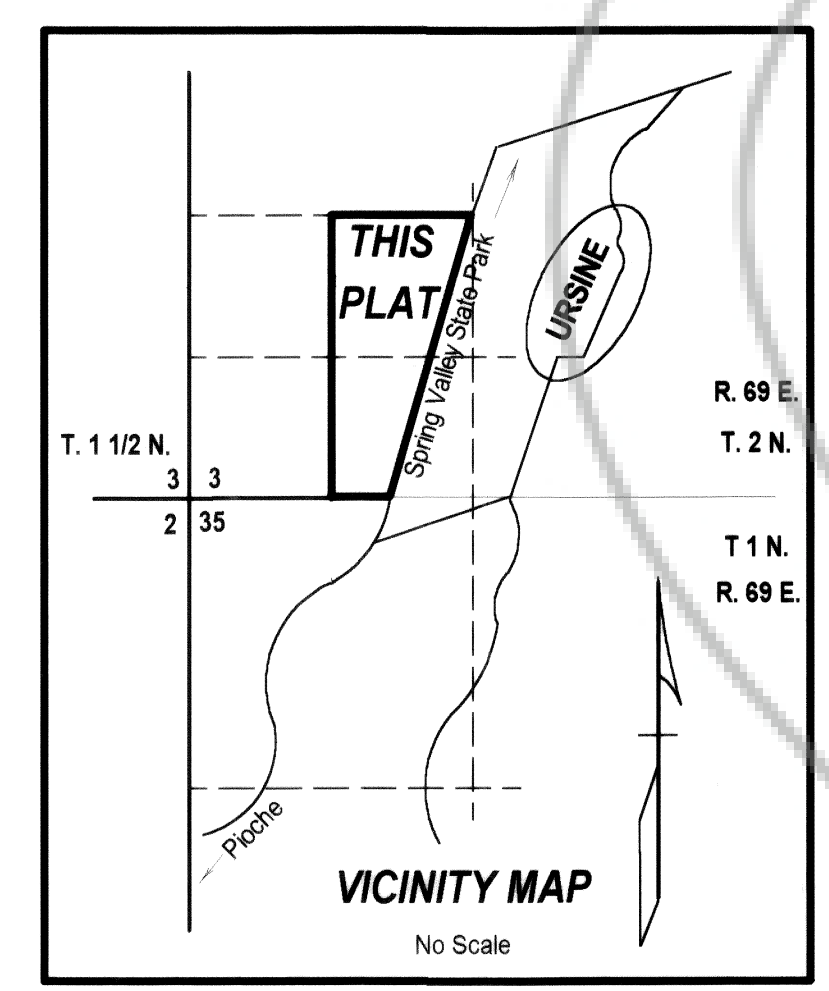 THIS
PLAT
Spring Valley State Park
URSINE
R. 69 E.
T. 2 N.
T. 1 1/2 N.
3 3
2 35
T 1 N.
R. 69 E.
Pioche
VICINITY MAP
No Scale